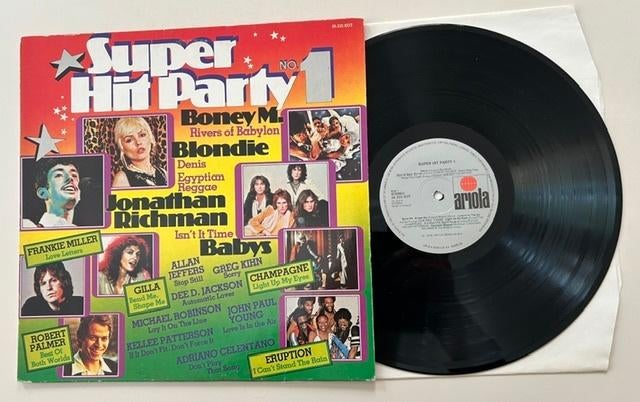 26 235 XOT
Super
Hit Party
NO. 1
Boney M.
Rivers of Babylon
Blondie
Denis
Egyptian
Reggae
Jonathan
Richman
Isn't It Time
Babys
FRANKIE MILLER
Love Letters
ALLAN
JEFFERS
Stop Still
GREG KIHN
Sorry
GILLA
Bend Me,
Shape Me
DEE D. JACKSON
Automatic Lover
CHAMPAGNE
Light Up My Eyes
MICHAEL ROBINSON
Lay It On The Line
JOHN PAUL
YOUNG
Love Is in the Air
ROBERT
PALMER
Best Of
Both Worlds
KELLEE PATTERSON
If It Don't Fit, Don't Force It
ADRIANO CELENTANO
Don't Play
That Song
ERUPTION
I Can't Stand The Rain
SUPER HIT PARTY 1
ariola